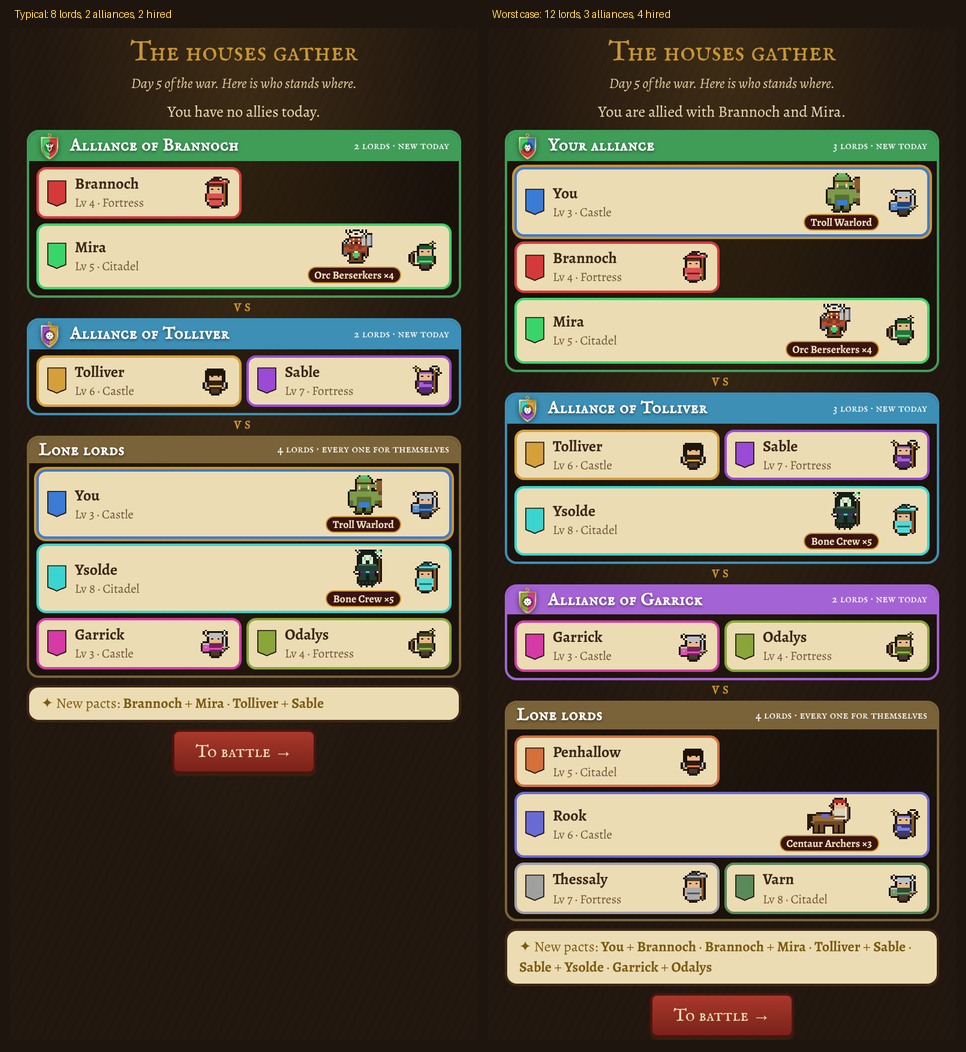 Typical: 8 lords, 2 alliances, 2 hired
The houses gather
Day 5 of the war. Here is who stands where.
You have no allies today.
Alliance of Brannoch
2 lords · new today
Brannoch
Lv 4 · Fortress
Mira
Lv 5 · Citadel
Orc Berserkers ×4
VS
Alliance of Tolliver
2 lords · new today
Tolliver
Lv 6 · Castle
Sable
Lv 7 · Fortress
VS
Lone lords
4 lords · every one for themselves
You
Lv 3 · Castle
Troll Warlord
Ysolde
Lv 8 · Citadel
Bone Crew ×5
Garrick
Lv 3 · Castle
Odalys
Lv 4 · Fortress
✦ New pacts: Brannoch + Mira · Tolliver + Sable
To battle →
Worst case: 12 lords, 3 alliances, 4 hired
The houses gather
Day 5 of the war. Here is who stands where.
You are allied with Brannoch and Mira.
Your alliance
3 lords · new today
You
Lv 3 · Castle
Troll Warlord
Brannoch
Lv 4 · Fortress
Mira
Lv 5 · Citadel
Orc Berserkers ×4
VS
Alliance of Tolliver
3 lords · new today
Tolliver
Lv 6 · Castle
Sable
Lv 7 · Fortress
Ysolde
Lv 8 · Citadel
Bone Crew ×5
VS
Alliance of Garrick
2 lords · new today
Garrick
Lv 3 · Castle
Odalys
Lv 4 · Fortress
VS
Lone lords
4 lords · every one for themselves
Penhallow
Lv 5 · Citadel
Rook
Lv 6 · Castle
Centaur Archers ×3
Thessaly
Lv 7 · Fortress
Varn
Lv 8 · Citadel
✦ New pacts: You + Brannoch · Brannoch + Mira · Tolliver + Sable ·
Sable + Ysolde · Garrick + Odalys
To battle →